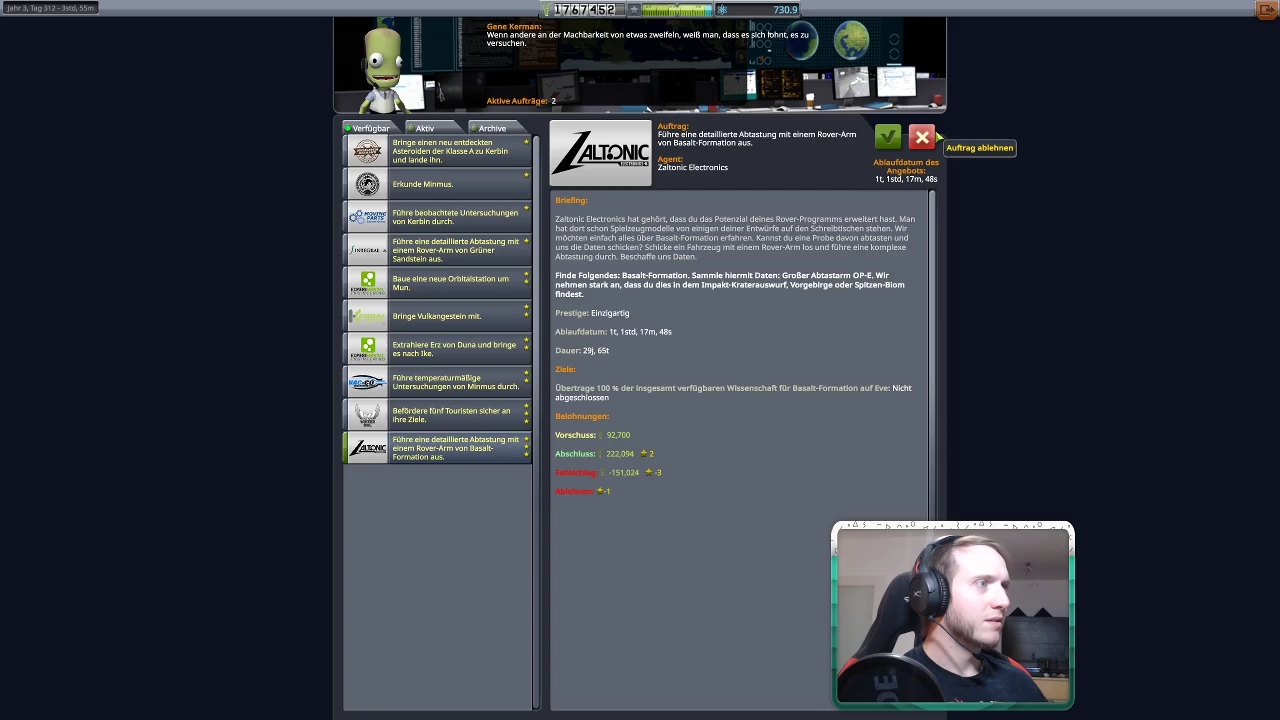 Jahr 3, Tag 312 - 3std, 55m
1767452
730.9
Gene Kerman:
Wenn andere an der Machbarkeit von etwas zweifeln, weiß man, dass es sich lohnt, es zu
versuchen.
Aktive Aufträge: 2
Verfügbar
Aktiv
Archive
Bringe einen neu entdeckten
Asteroiden der Klasse A zu Kerbin
und lande ihn.
Erkunde Minmus.
MOVING PARTS
Führe beobachtete Untersuchungen
von Kerbin durch.
INTEGRAL
Führe eine detaillierte Abtastung mit
einem Rover-Arm von Grüner
Sandstein aus.
EXPERIMENTAL
ENGINEERING
Baue eine neue Orbitalstation um
Mun.
Bringe Vulkangestein mit.
EXPERIMENTAL
ENGINEERING
Extrahiere Erz von Duna und bringe
es nach Ike.
VAC-CO
Führe temperaturmäßige
Untersuchungen von Minmus durch.
WINTER
OWL
Befördere fünf Touristen sicher an
ihre Ziele.
ZALTONIC
Führe eine detaillierte Abtastung mit
einem Rover-Arm von Basalt-
Formation aus.
ZALTONIC
ELECTRONICS
Auftrag:
Führe eine detaillierte Abtastung mit einem Rover-Arm
von Basalt-Formation aus.
Agent:
Zaltonic Electronics
Auftrag ablehnen
Ablaufdatum des
Angebots:
1t, 1std, 17m, 48s
Briefing:
Zaltonic Electronics hat gehört, dass du das Potenzial deines Rover-Programms erweitert hast. Man
hat dort schon Spielzeugmodelle von einigen deiner Entwürfe auf den Schreibtischen stehen. Wir
möchten einfach alles über Basalt-Formation erfahren. Kannst du eine Probe davon abtasten und
uns die Daten schicken? Schicke ein Fahrzeug mit einem Rover-Arm los und führe eine komplexe
Abtastung durch. Beschaffe uns Daten.
Finde Folgendes: Basalt-Formation. Sammle hiermit Daten: Großer Abtastarm OP-E. Wir
nehmen stark an, dass du dies in dem Impakt-Kraterauswurf, Vorgebirge oder Spitzen-Biom
findest.
Prestige: Einzigartig
Ablaufdatum: 1t, 1std, 17m, 48s
Dauer: 29j, 65t
Ziele:
Übertrage 100 % der insgesamt verfügbaren Wissenschaft für Basalt-Formation auf Eve: Nicht
abgeschlossen
Belohnungen:
Vorschuss: 92,700
Abschluss: 222,094 2
Fehlschlag: -151,024 -3
Ablehnen: -1